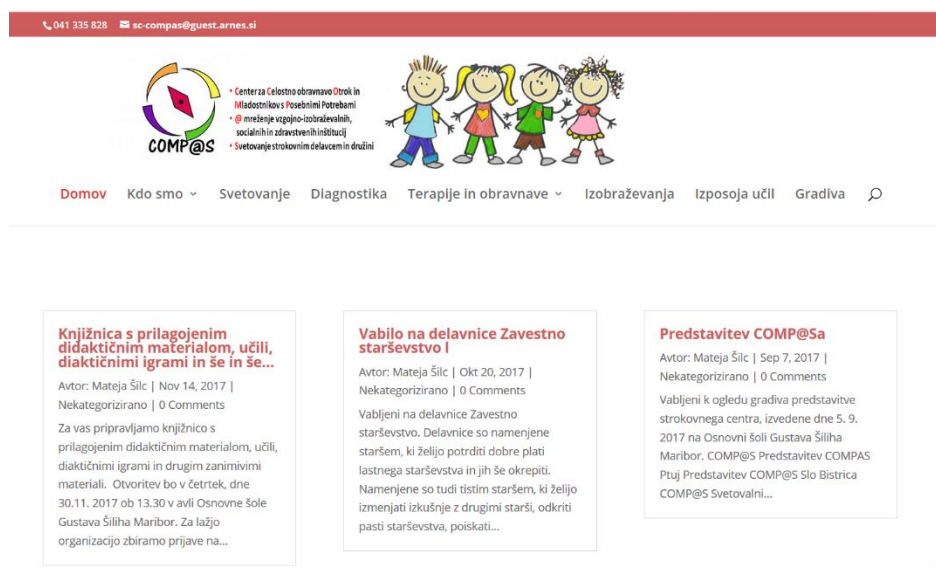 041 335 828 sc-compas@guest.arnes.si
• Center za Celostno obravnavo Otrok in
Mladostnikov s Posebnimi Potrebami
• @ mreženje vzgojno-izobraževalnih,
socialnih in zdravstvenih inštitucij
• Svetovanje strokovnim delavcem in družini
COMP@S
Domov Kdo smo Svetovanje Diagnostika Terapije in obravnave Izobraževanja Izposoja učil Gradiva
Knjižnica s prilagojenim
didaktičnim materialom, učili,
diaktičnimi igrami in še in še...
Avtor: Mateja Šilc | Nov 14, 2017 |
Nekategorizirano | 0 Comments
Za vas pripravljamo knjižnico s
prilagojenim didaktičnim materialom, učili,
diaktičnimi igrami in drugim zanimivimi
materiali. Otvoritev bo v četrtek, dne
30.11. 2017 ob 13.30 v avli Osnovne šole
Gustava Šiliha Maribor. Za lažjo
organizacijo zbiramo prijave na...
Vabilo na delavnice Zavestno
starševstvo I
Avtor: Mateja Šilc | Okt 20, 2017 |
Nekategorizirano | 0 Comments
Vabljeni na delavnice Zavestno
starševstvo. Delavnice so namenjene
staršem, ki želijo potrditi dobre plati
lastnega starševstva in jih še okrepiti.
Namenjene so tudi tistim staršem, ki želijo
izmenjati izkušnje z drugimi starši, odkriti
pasti starševstva, poiskati...
Predstavitev COMP@Sa
Avtor: Mateja Šilc | Sep 7, 2017 |
Nekategorizirano | 0 Comments
Vabljeni k ogledu gradiva predstavitve
strokovnega centra, izvedene dne 5. 9.
2017 na Osnovni šoli Gustava Šiliha
Maribor. COMP@S Predstavitev COMPAS
Ptuj Predstavitev COMP@S Slo Bistrica
COMP@S Svetovalni...